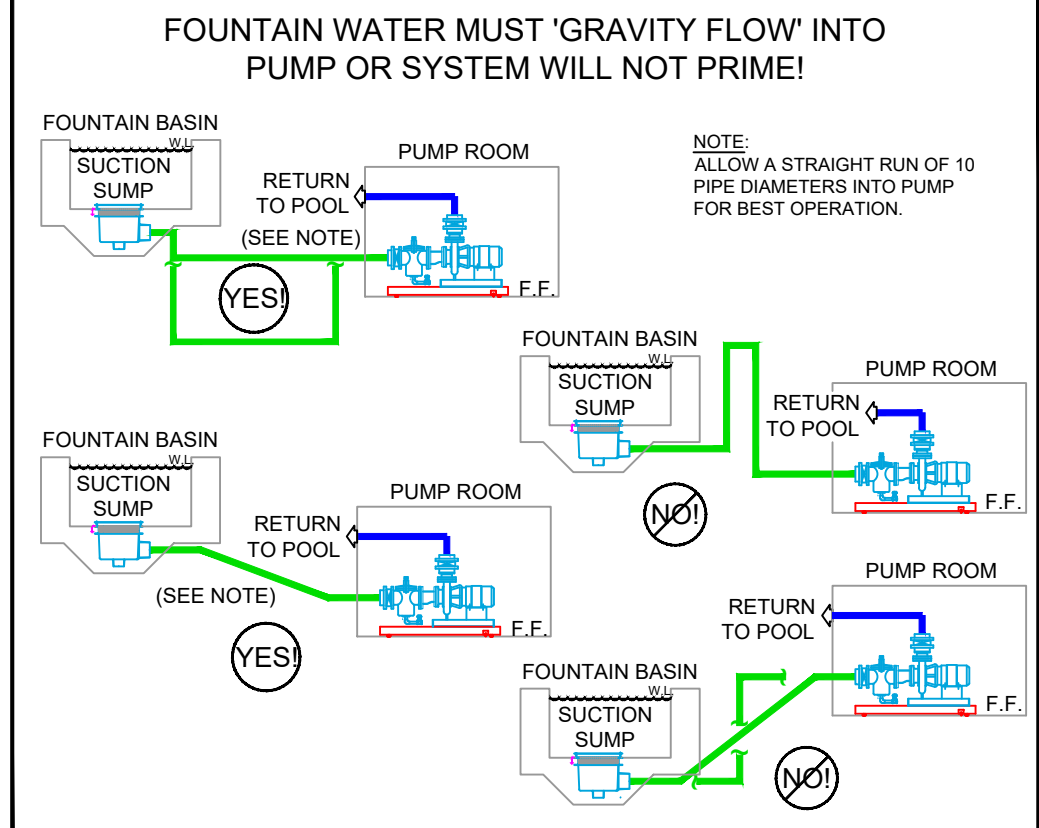 FOUNTAIN WATER MUST 'GRAVITY FLOW' INTO
PUMP OR SYSTEM WILL NOT PRIME!
FOUNTAIN BASIN
W.L.
SUCTION
SUMP
RETURN
TO POOL
(SEE NOTE)
PUMP ROOM
F.F.
YES!
NOTE:
ALLOW A STRAIGHT RUN OF 10
PIPE DIAMETERS INTO PUMP
FOR BEST OPERATION.
FOUNTAIN BASIN
W.L.
SUCTION
SUMP
PUMP ROOM
RETURN
TO POOL
F.F.
NO!
FOUNTAIN BASIN
W.L.
SUCTION
SUMP
PUMP ROOM
RETURN
TO POOL
(SEE NOTE)
F.F.
YES!
PUMP ROOM
RETURN
TO POOL
FOUNTAIN BASIN
W.L.
SUCTION
SUMP
F.F.
NO!